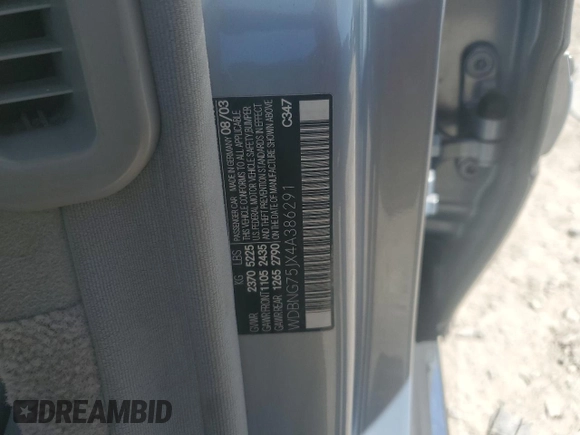 PASSENGER CAR MADE IN GERMANY 08/03
THIS VEHICLE CONFORMS TO ALL APPLICABLE
U.S. FEDERAL MOTOR VEHICLE SAFETY, BUMPER
AND THEFT PREVENTION STANDARDS IN EFFECT
ON THE DATE OF MANUFACTURE SHOWN ABOVE
KG LBS
GVWR 2370 5225
GAWR FRONT 1105 2435
GAWR REAR 1265 2790
C347
WDBNG75JX4A386291
DREAMBID